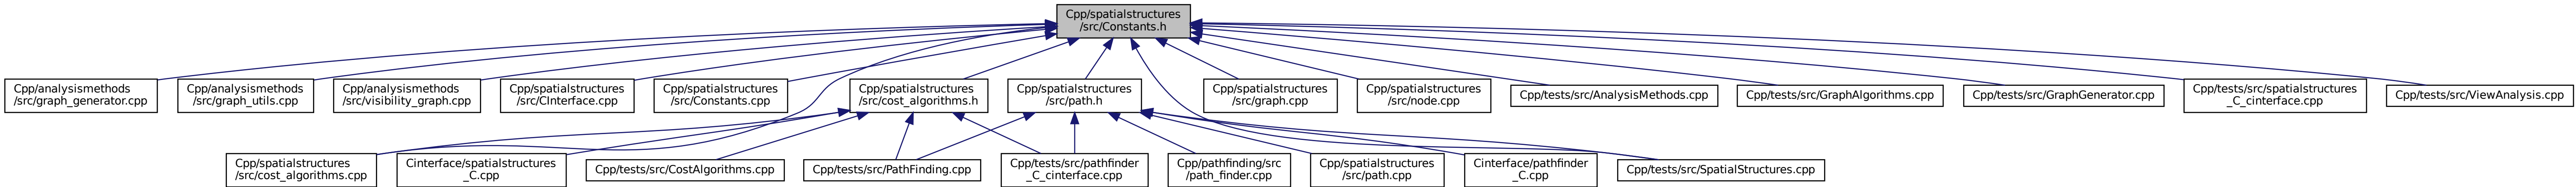 Cpp/spatialstructures
/src/Constants.h
Cpp/analysismethods
/src/graph_generator.cpp
Cpp/analysismethods
/src/graph_utils.cpp
Cpp/analysismethods
/src/visibility_graph.cpp
Cpp/spatialstructures
/src/CInterface.cpp
Cpp/spatialstructures
/src/Constants.cpp
Cpp/spatialstructures
/src/cost_algorithms.h
Cpp/spatialstructures
/src/path.h
Cpp/spatialstructures
/src/graph.cpp
Cpp/spatialstructures
/src/node.cpp
Cpp/tests/src/AnalysisMethods.cpp
Cpp/tests/src/GraphAlgorithms.cpp
Cpp/tests/src/GraphGenerator.cpp
Cpp/tests/src/spatialstructures
_C_cinterface.cpp
Cpp/tests/src/ViewAnalysis.cpp
Cpp/spatialstructures
/src/cost_algorithms.cpp
Cinterface/spatialstructures
_C.cpp
Cpp/tests/src/CostAlgorithms.cpp
Cpp/tests/src/PathFinding.cpp
Cpp/tests/src/pathfinder
_C_cinterface.cpp
Cpp/pathfinding/src
/path_finder.cpp
Cpp/spatialstructures
/src/path.cpp
Cinterface/pathfinder
_C.cpp
Cpp/tests/src/SpatialStructures.cpp